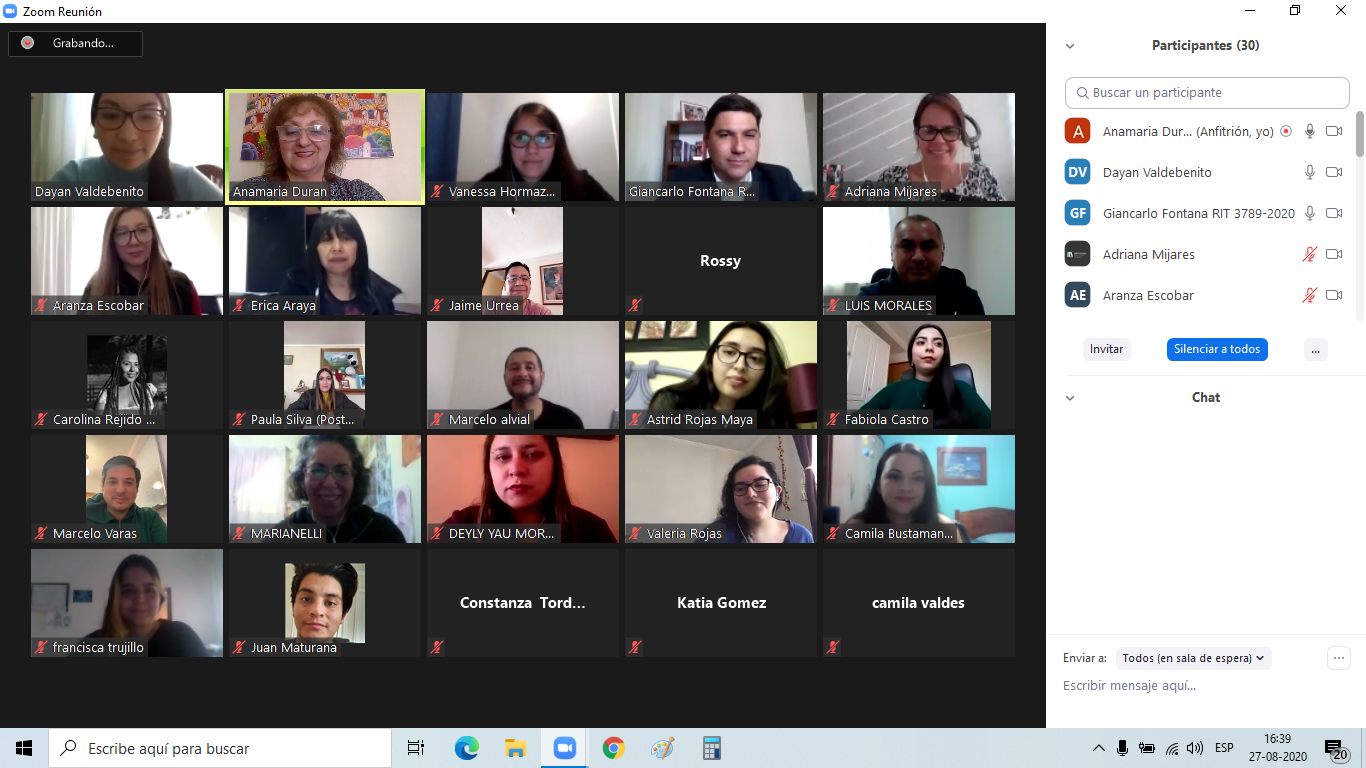 Zoom Reunión
Grabando...
Dayan Valdebenito
Anamaria Duran
Vanessa Hormaz...
Giancarlo Fontana R...
Adriana Mijares
Aranza Escobar
Erica Araya
Jaime Urrea
Rossy
LUIS MORALES
Carolina Rejido ...
Paula Silva (Post...
Marcelo alvial
Astrid Rojas Maya
Fabiola Castro
Marcelo Varas
MARIANELLI
DEYLY YAU MOR...
Valeria Rojas
Camila Bustaman...
francisca trujillo
Juan Maturana
Constanza Tord...
Katia Gomez
camila valdes
Participantes (30)
Buscar un participante
A Anamaria Dur... (Anfitrión, yo)
DV Dayan Valdebenito
GF Giancarlo Fontana RIT 3789-2020
Adriana Mijares
AE Aranza Escobar
Invitar Silenciar a todos ...
Chat
Enviar a: Todos (en sala de espera) ...
Escribir mensaje aquí...
Escribe aquí para buscar
ESP
16:39
27-08-2020
20